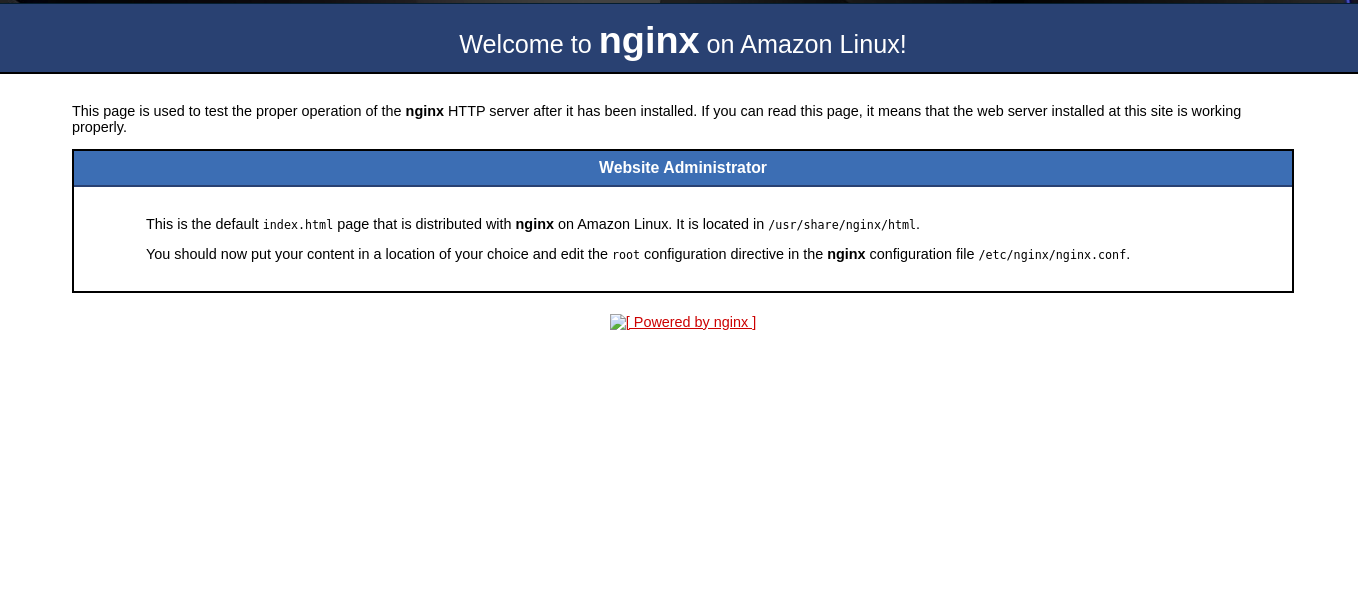 Welcome to nginx on Amazon Linux!
This page is used to test the proper operation of the nginx HTTP server after it has been installed. If you can read this page, it means that the web server installed at this site is working
properly.
Website Administrator
This is the default index.html page that is distributed with nginx on Amazon Linux. It is located in /usr/share/nginx/html.
You should now put your content in a location of your choice and edit the root configuration directive in the nginx configuration file /etc/nginx/nginx.conf.
[ Powered by nginx ]